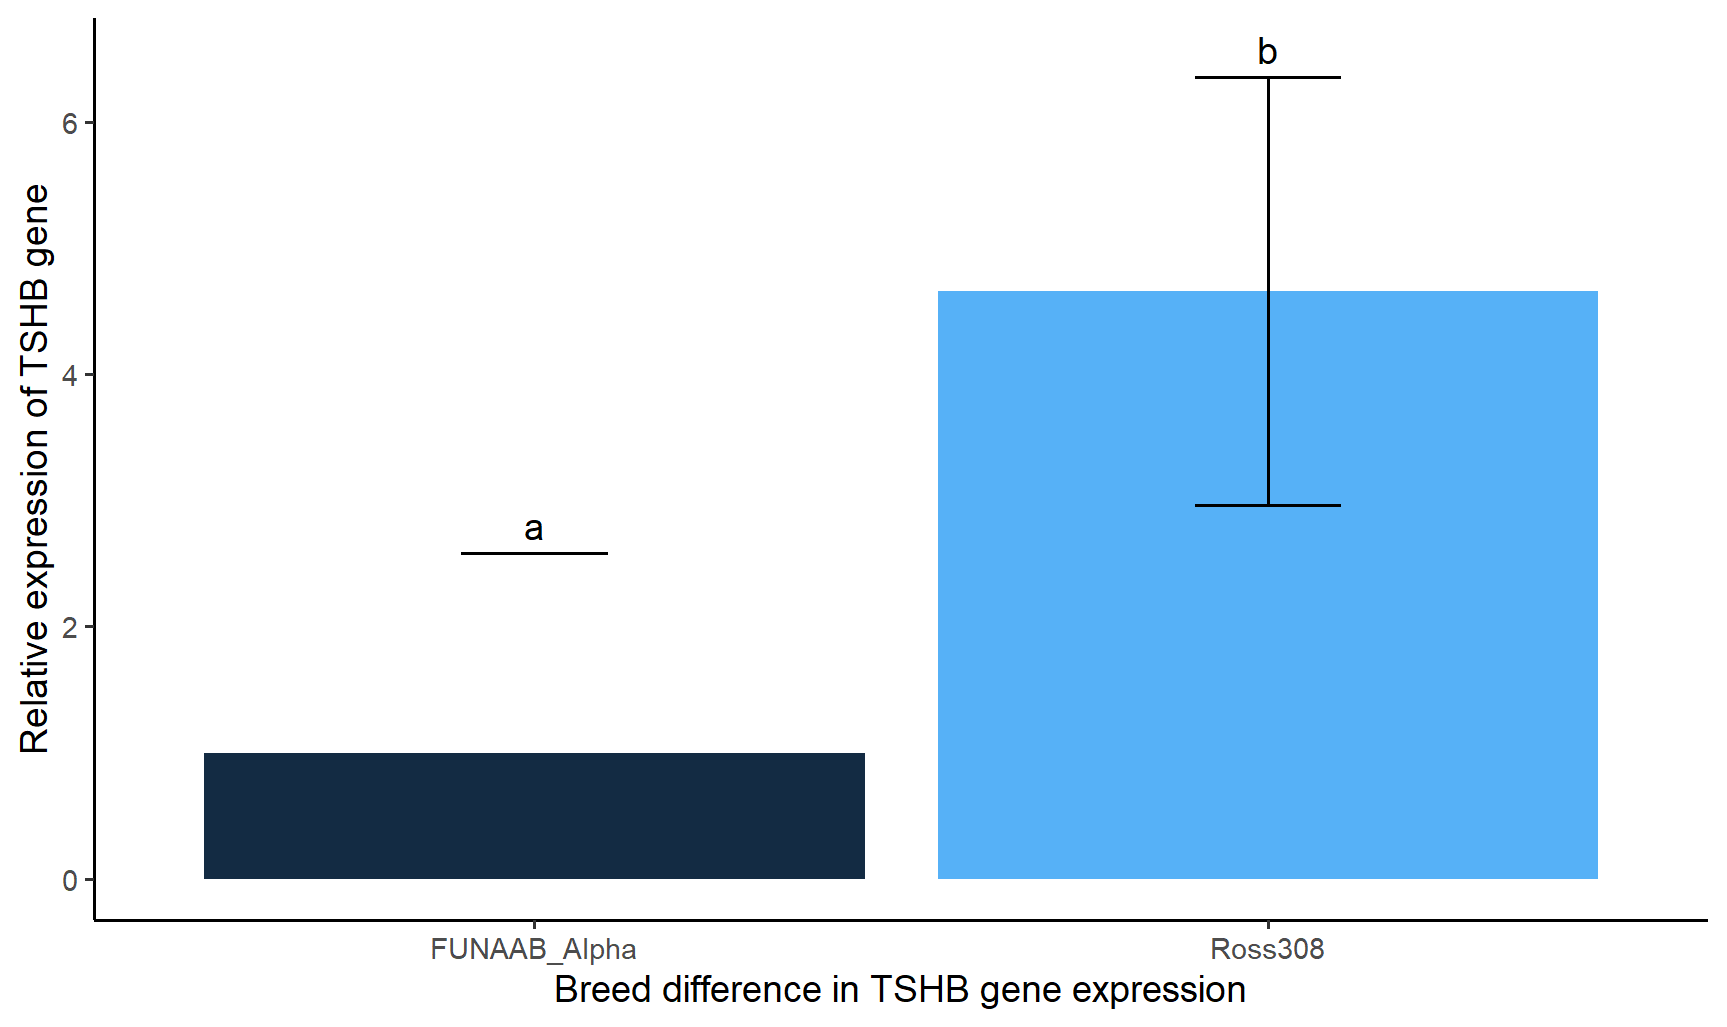 Relative expression of TSHB gene
6
4
2
0
a
b
FUNAAB_Alpha
Ross308
Breed difference in TSHB gene expression